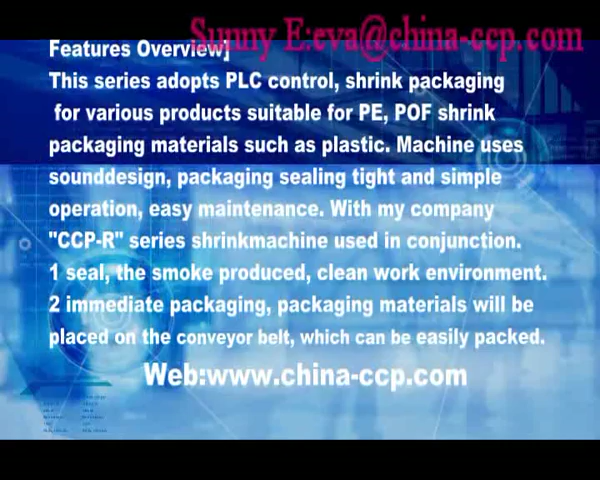 Sunny E:eva@china-ccp.com
Features Overview]
This series adopts PLC control, shrink packaging
for various products suitable for PE, POF shrink
packaging materials such as plastic. Machine uses
sounddesign, packaging sealing tight and simple
operation, easy maintenance. With my company
"CCP-R" series shrinkmachine used in conjunction.
1 seal, the smoke produced, clean work environment.
2 immediate packaging, packaging materials will be
placed on the conveyor belt, which can be easily packed.
Web:www.china-ccp.com